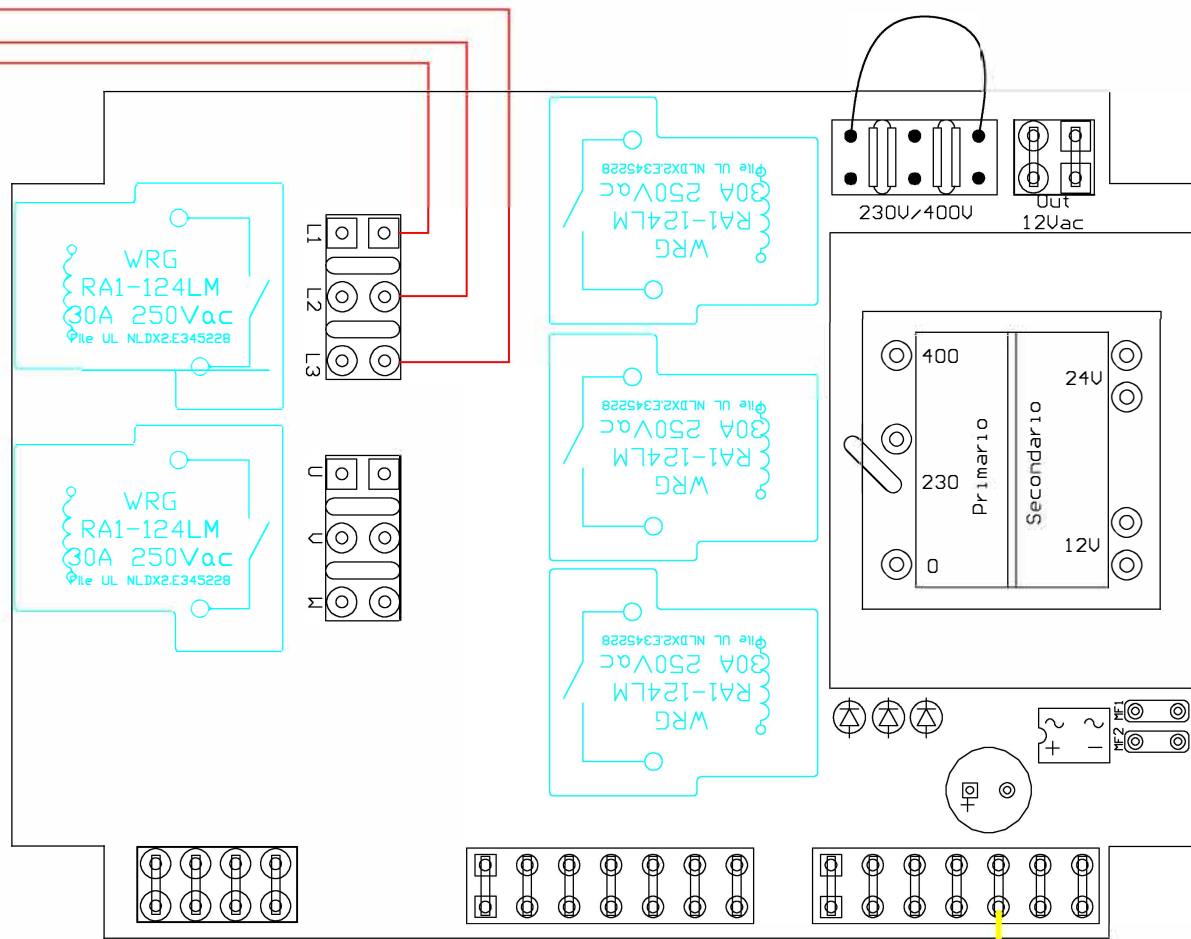 230V/400V
Out
12Vac
L1
L2
L3
WRG
RA1-124LM
30A 250Vac
File UL NLDX2.E345228
WRG
RA1-124LM
30A 250Vac
File UL NLDX2.E345228
U
V
W
File UL NLDX2.E345228
30A 250Vac
RA1-124LM
WRG
File UL NLDX2.E345228
30A 250Vac
RA1-124LM
WRG
File UL NLDX2.E345228
30A 250Vac
RA1-124LM
WRG
400
230
0
Primario
Secondario
24V
12V
MF1
MF2
~ ~
+ -
+